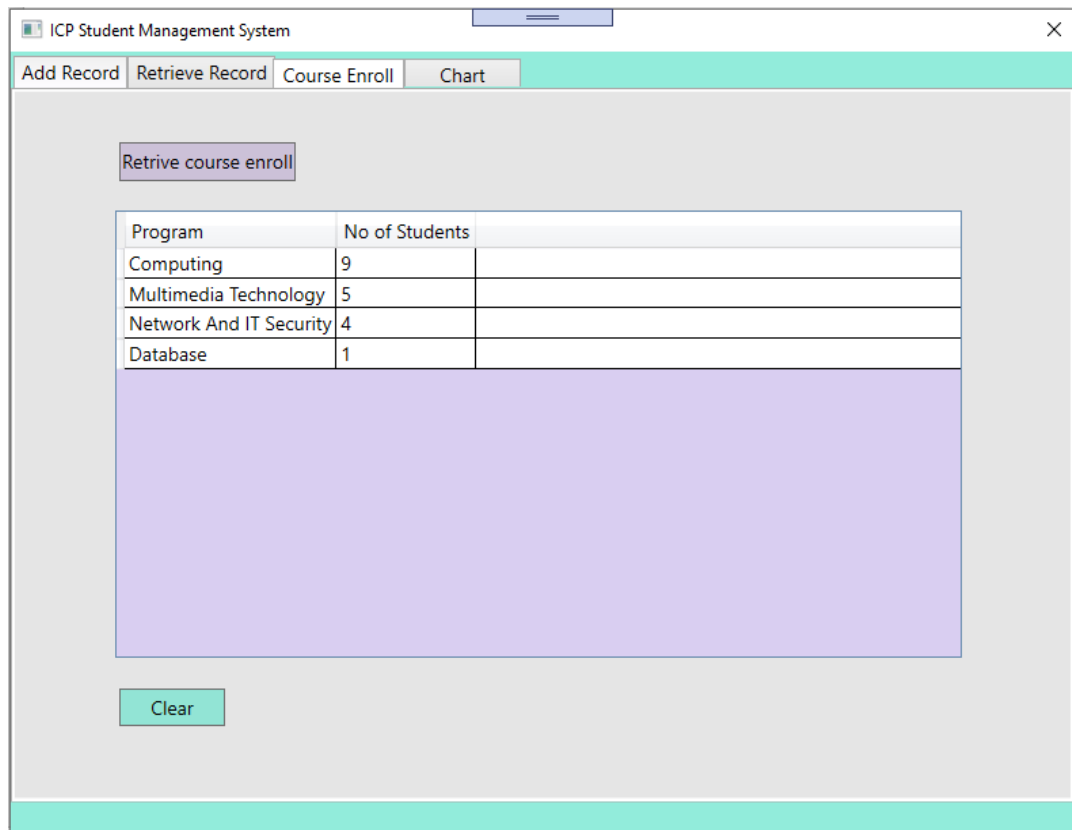 ICP Student Management System
Add Record Retrieve Record Course Enroll Chart
Retrive course enroll
Program No of Students
Computing 9
Multimedia Technology 5
Network And IT Security 4
Database 1
Clear